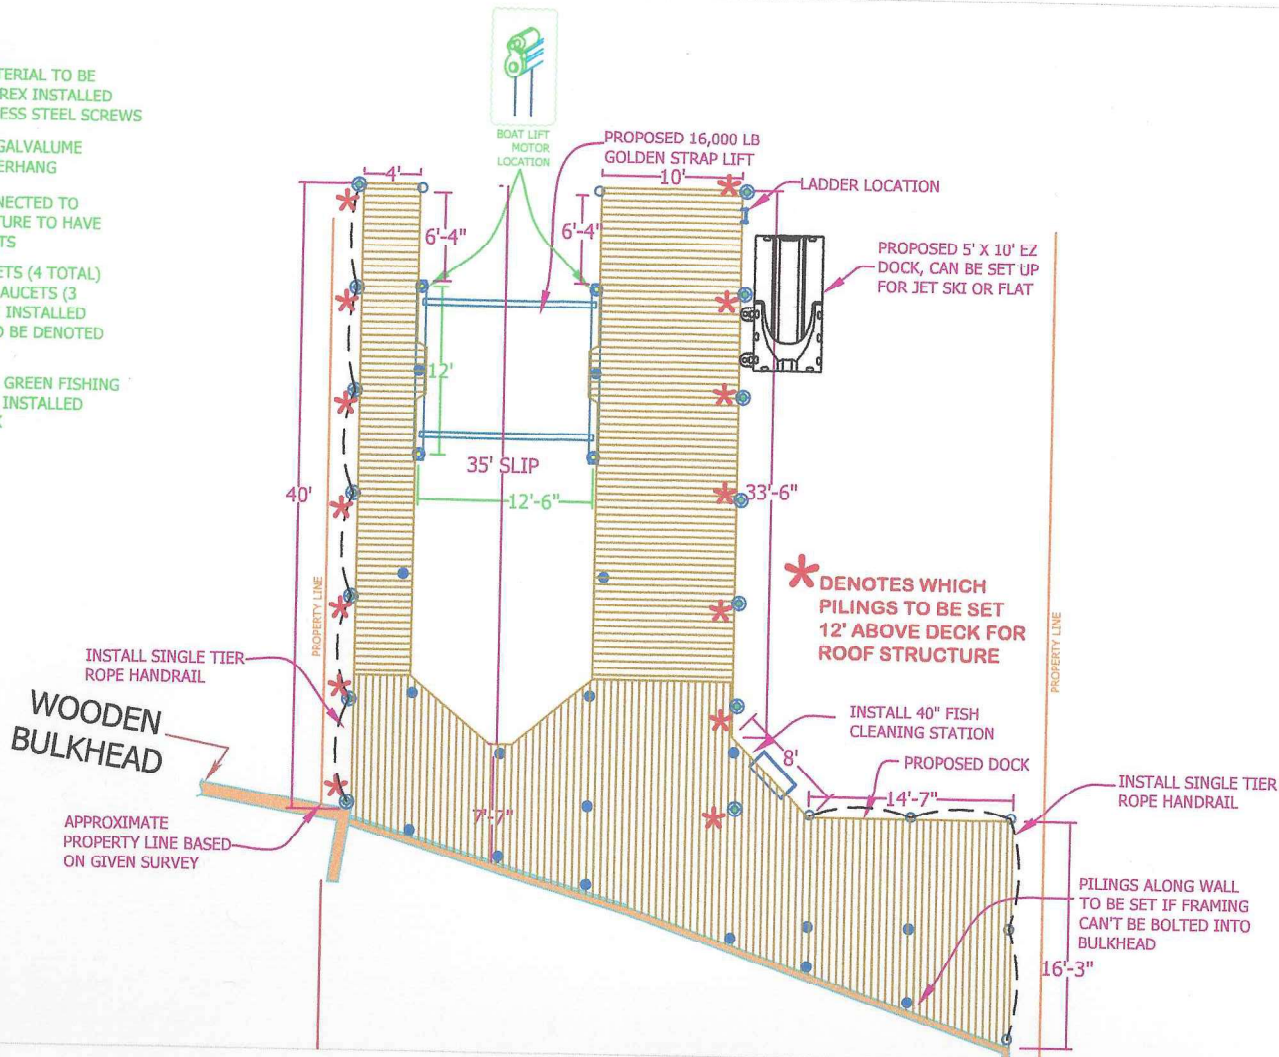 BOAT LIFT
MOTOR
LOCATION
REX INSTALLED
ESS STEEL SCREWS
TO BE
GALVALUME
TO
TURE TO HAVE
(4 TOTAL)
(3
INSTALLED
BE DENOTED
GREEN FISHING
INSTALLED
PROPOSED 16,000 LB
GOLDEN STRAP LIFT
4'
10'
LADDER LOCATION
6'-4"
6'-4"
PROPOSED 5' X 10' EZ
DOCK, CAN BE SET UP
FOR JET SKI OR FLAT
12'
35' SLIP
12'-6"
40'
33'-6"
DENOTES WHICH
PILINGS TO BE SET
12' ABOVE DECK FOR
ROOF STRUCTURE
PROPERTY LINE
PROPERTY LINE
INSTALL SINGLE TIER
ROPE HANDRAIL
WOODEN
BULKHEAD
INSTALL 40" FISH
CLEANING STATION
8'
PROPOSED DOCK
14'-7"
INSTALL SINGLE TIER
ROPE HANDRAIL
7'-7"
APPROXIMATE
PROPERTY LINE BASED
ON GIVEN SURVEY
PILINGS ALONG WALL
TO BE SET IF FRAMING
CAN'T BE BOLTED INTO
BULKHEAD
16'-3"